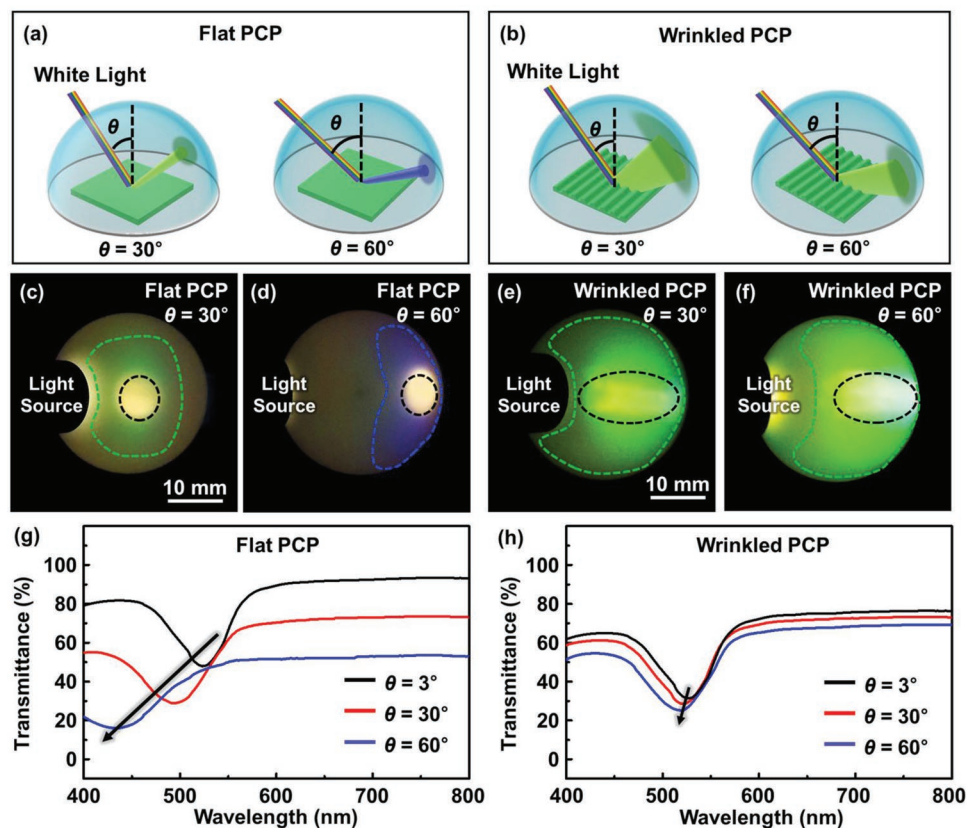 (a)
Flat PCP
White Light
θ
θ
θ = 30°
θ = 60°
(b)
Wrinkled PCP
White Light
θ
θ
θ = 30°
θ = 60°
(c)
Flat PCP
θ = 30°
Light
Source
10 mm
(d)
Flat PCP
θ = 60°
Light
Source
(e)
Wrinkled PCP
θ = 30°
Light
Source
10 mm
(f)
Wrinkled PCP
θ = 60°
Light
Source
(g)
Flat PCP
Transmittance (%)
100
80
60
40
20
0
θ = 3°
θ = 30°
θ = 60°
400 500 600 700 800
Wavelength (nm)
(h)
Wrinkled PCP
Transmittance (%)
100
80
60
40
20
0
θ = 3°
θ = 30°
θ = 60°
400 500 600 700 800
Wavelength (nm)